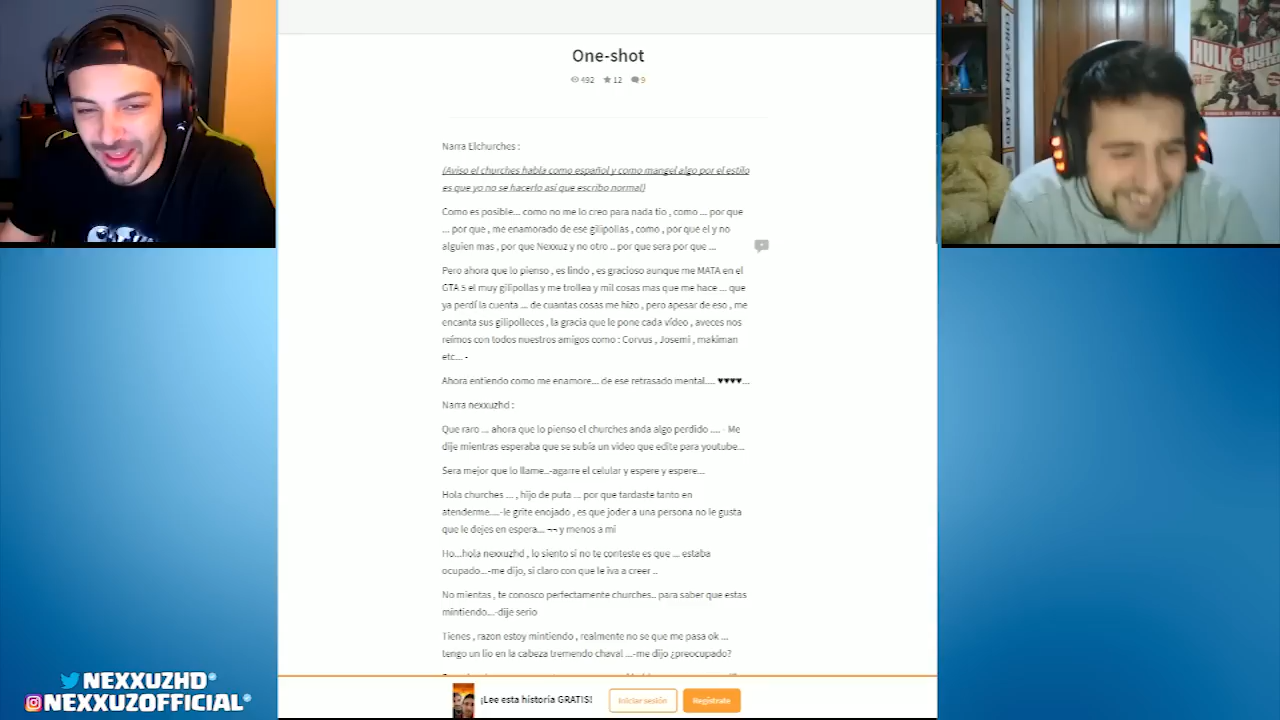 One-shot
492 12 9
Narra Elchurches :
(Aviso el churches habla como español y como mangel algo por el estilo
es que yo no se hacerlo así que escribo normal)
Como es posible... como no me lo creo para nada tio , como ... por que
... por que , me enamorado de ese gilipollas , como , por que el y no
alguien mas , por que Nexxuz y no otro .. por que sera por que ...
Pero ahora que lo pienso , es lindo , es gracioso aunque me MATA en el
GTA 5 el muy gilipollas y me trollea y mil cosas mas que me hace ... que
ya perdí la cuenta ... de cuantas cosas me hizo , pero apesar de eso , me
encanta sus gilipolleces , la gracia que le pone cada vídeo , aveces nos
reímos con todos nuestros amigos como : Corvus , Josemi , makiman
etc... -
Ahora entiendo como me enamore... de ese retrasado mental.... ♥♥♥♥...
Narra nexxuzhd :
Que raro ... ahora que lo pienso el churches anda algo perdido .... - Me
dije mientras esperaba que se subía un video que edite para youtube...
Sera mejor que lo llame..-agarre el celular y espere y espere...
Hola churches ... , hijo de puta ... por que tardaste tanto en
atenderme....-le grite enojado , es que joder a una persona no le gusta
que le dejes en espera... ¬¬ y menos a mi
Ho...hola nexxuzhd , lo siento si no te conteste es que ... estaba
ocupado...-me dijo, si claro con que le iva a creer ..
No mientas , te conosco perfectamente churches.. para saber que estas
mintiendo....-dije serio
Tienes , razon estoy mintiendo , realmente no se que me pasa ok ...
tengo un lio en la cabeza tremendo chaval ...-me dijo ¿preocupado?
¡Lee esta historia GRATIS!
Iniciar sesión
Regístrate
NEXXUZHD
@NEXXUZOFFICIAL
CORAZON BLANCO
HULK VS HULK